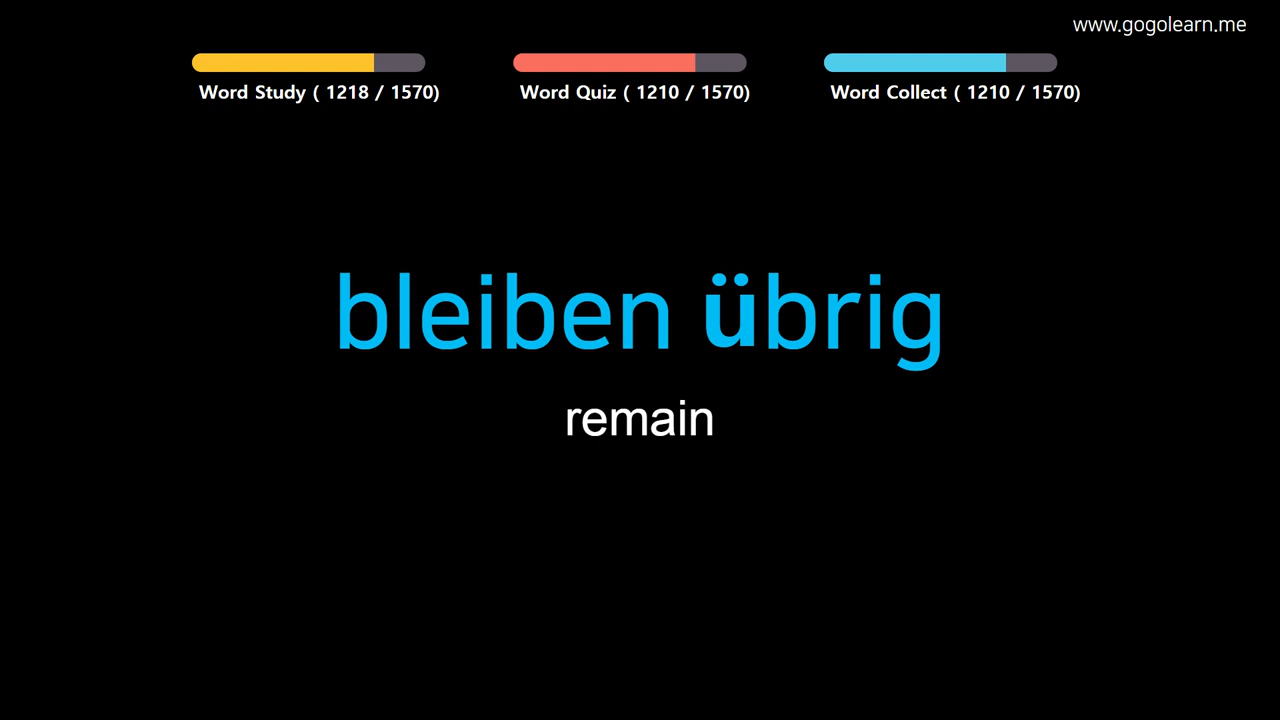 www.gogolearn.me
Word Study ( 1218 / 1570)
Word Quiz ( 1210 / 1570)
Word Collect ( 1210 / 1570)
bleiben übrig
remain